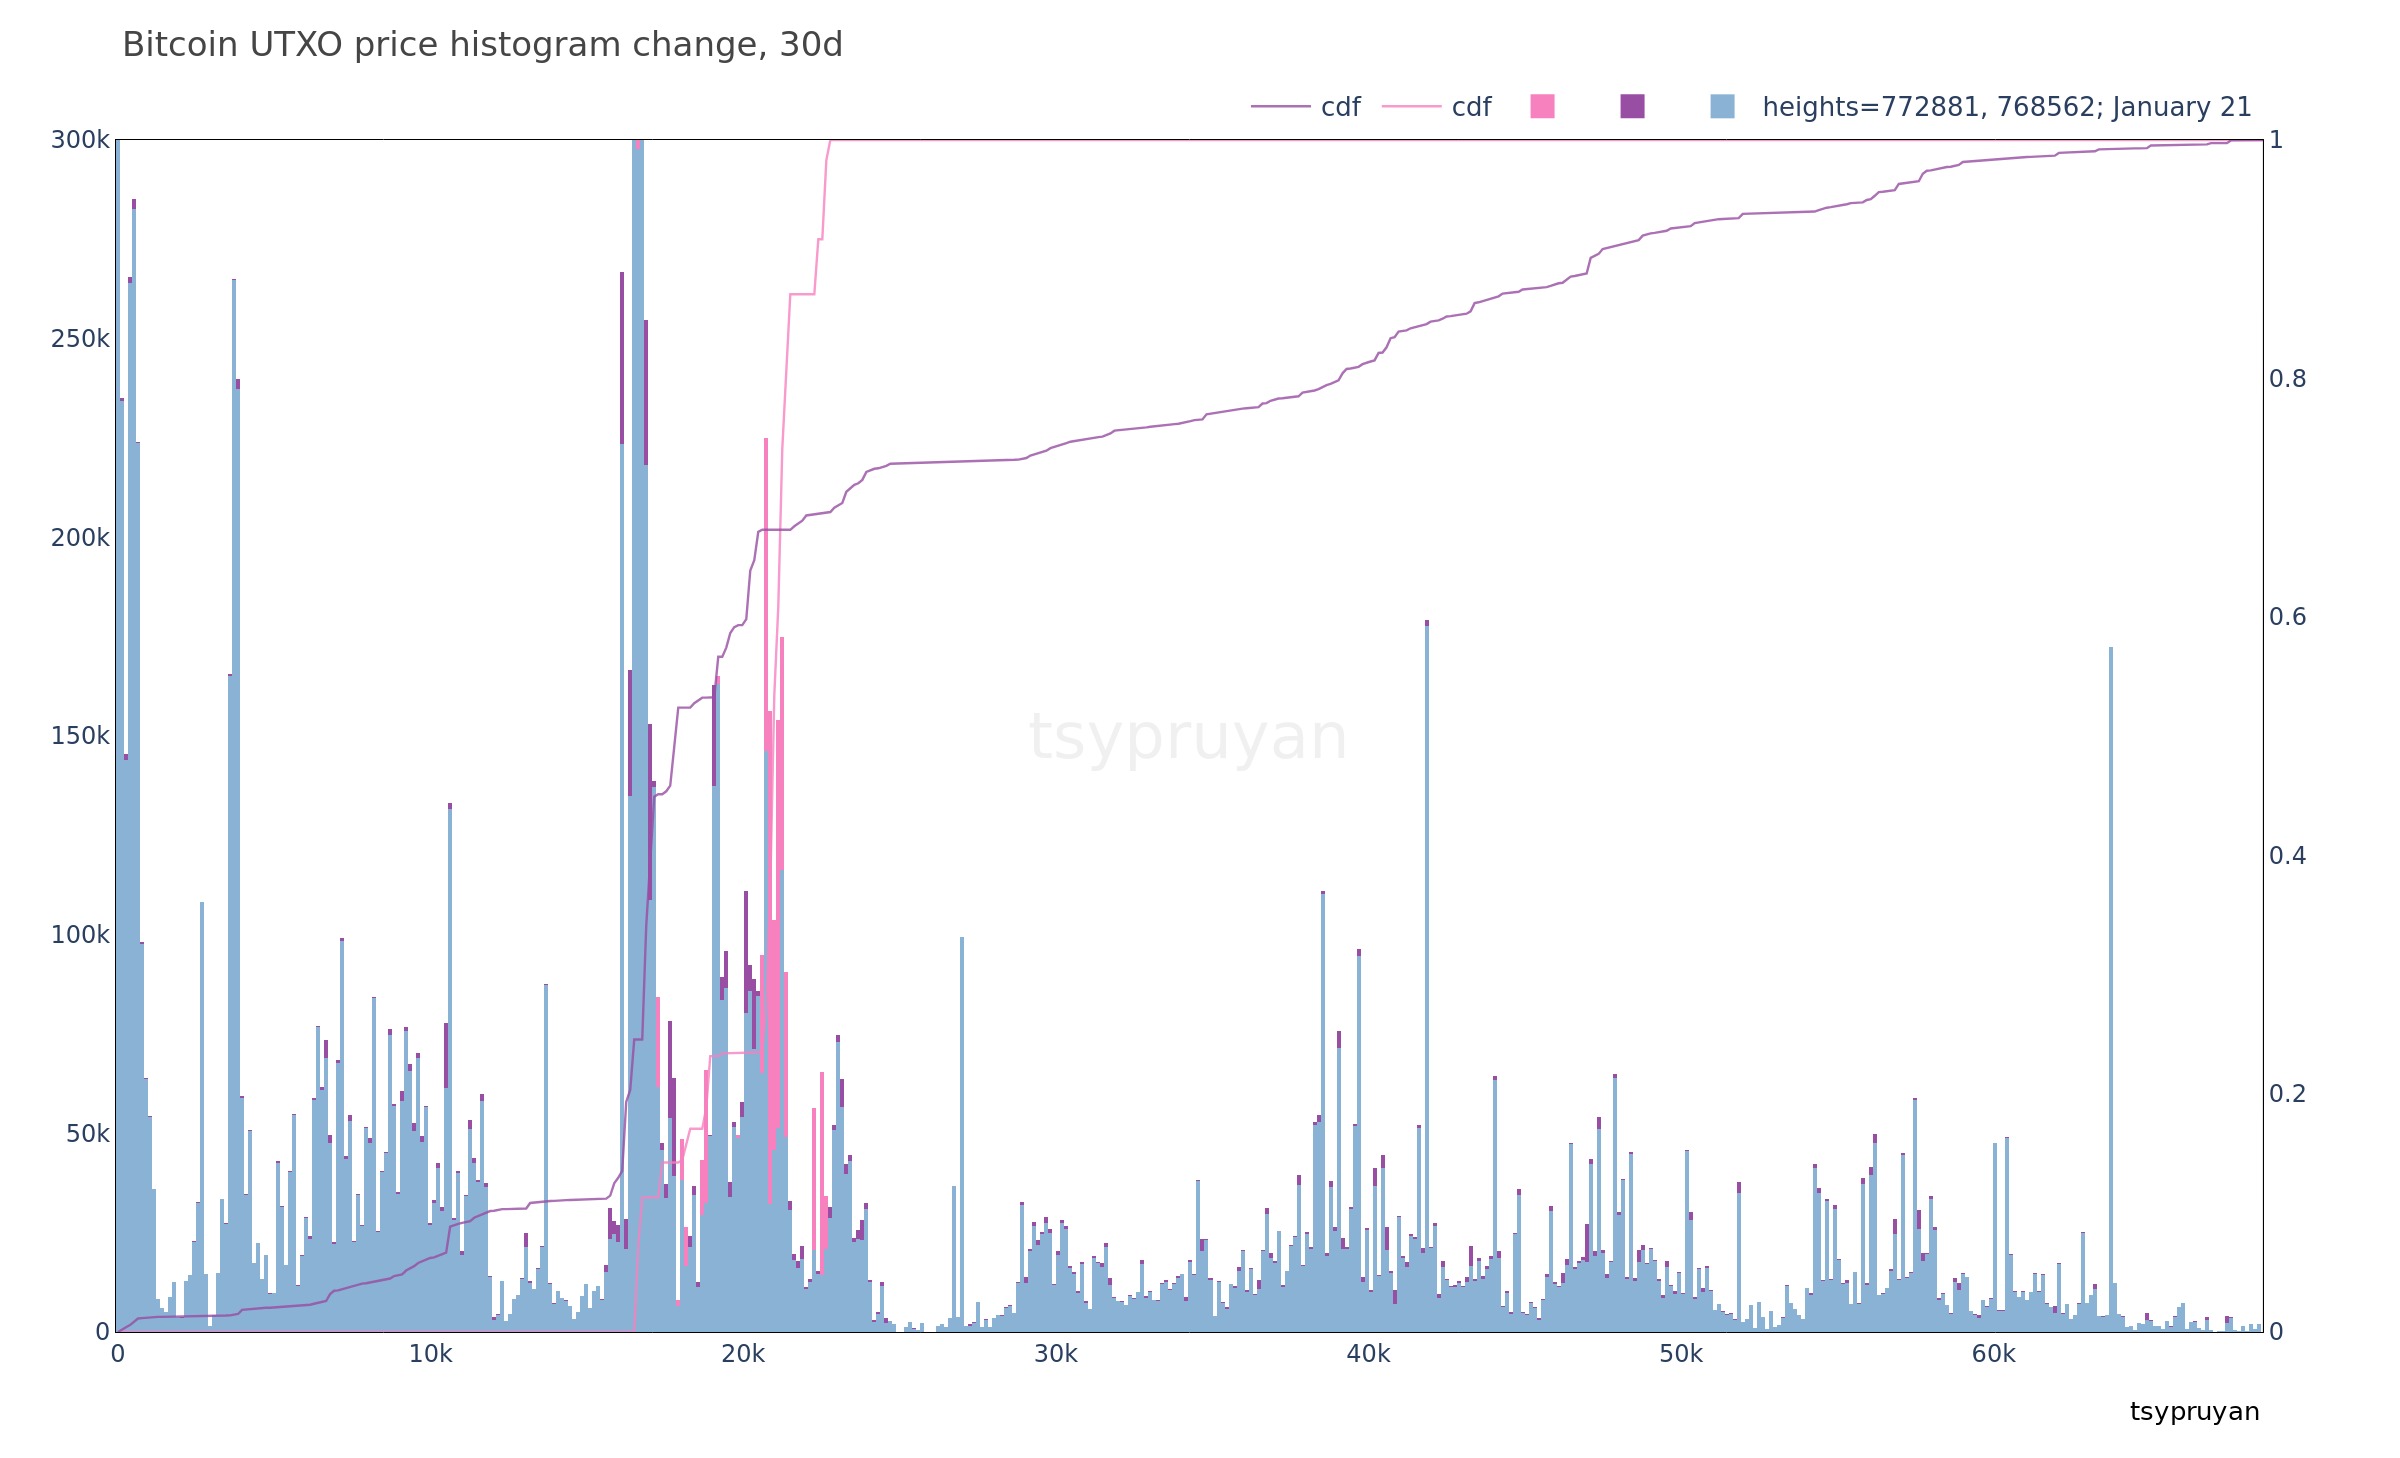 Bitcoin UTXO price histogram change, 30d
cdf cdf heights=772881, 768562; January 21
300k
250k
200k
150k
100k
50k
0
1
0.8
0.6
0.4
0.2
0
tsypruyan
0 10k 20k 30k 40k 50k 60k
tsypruyan